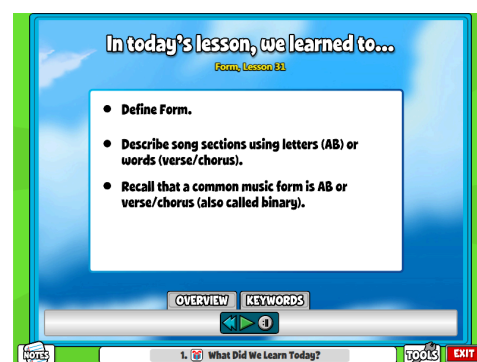 In today's lesson, we learned to...
Form, Lesson 31
• Define Form.
• Describe song sections using letters (AB) or
words (verse/chorus).
• Recall that a common music form is AB or
verse/chorus (also called binary).
OVERVIEW KEYWORDS
NOTES
1. What Did We Learn Today?
TOOLS
EXIT